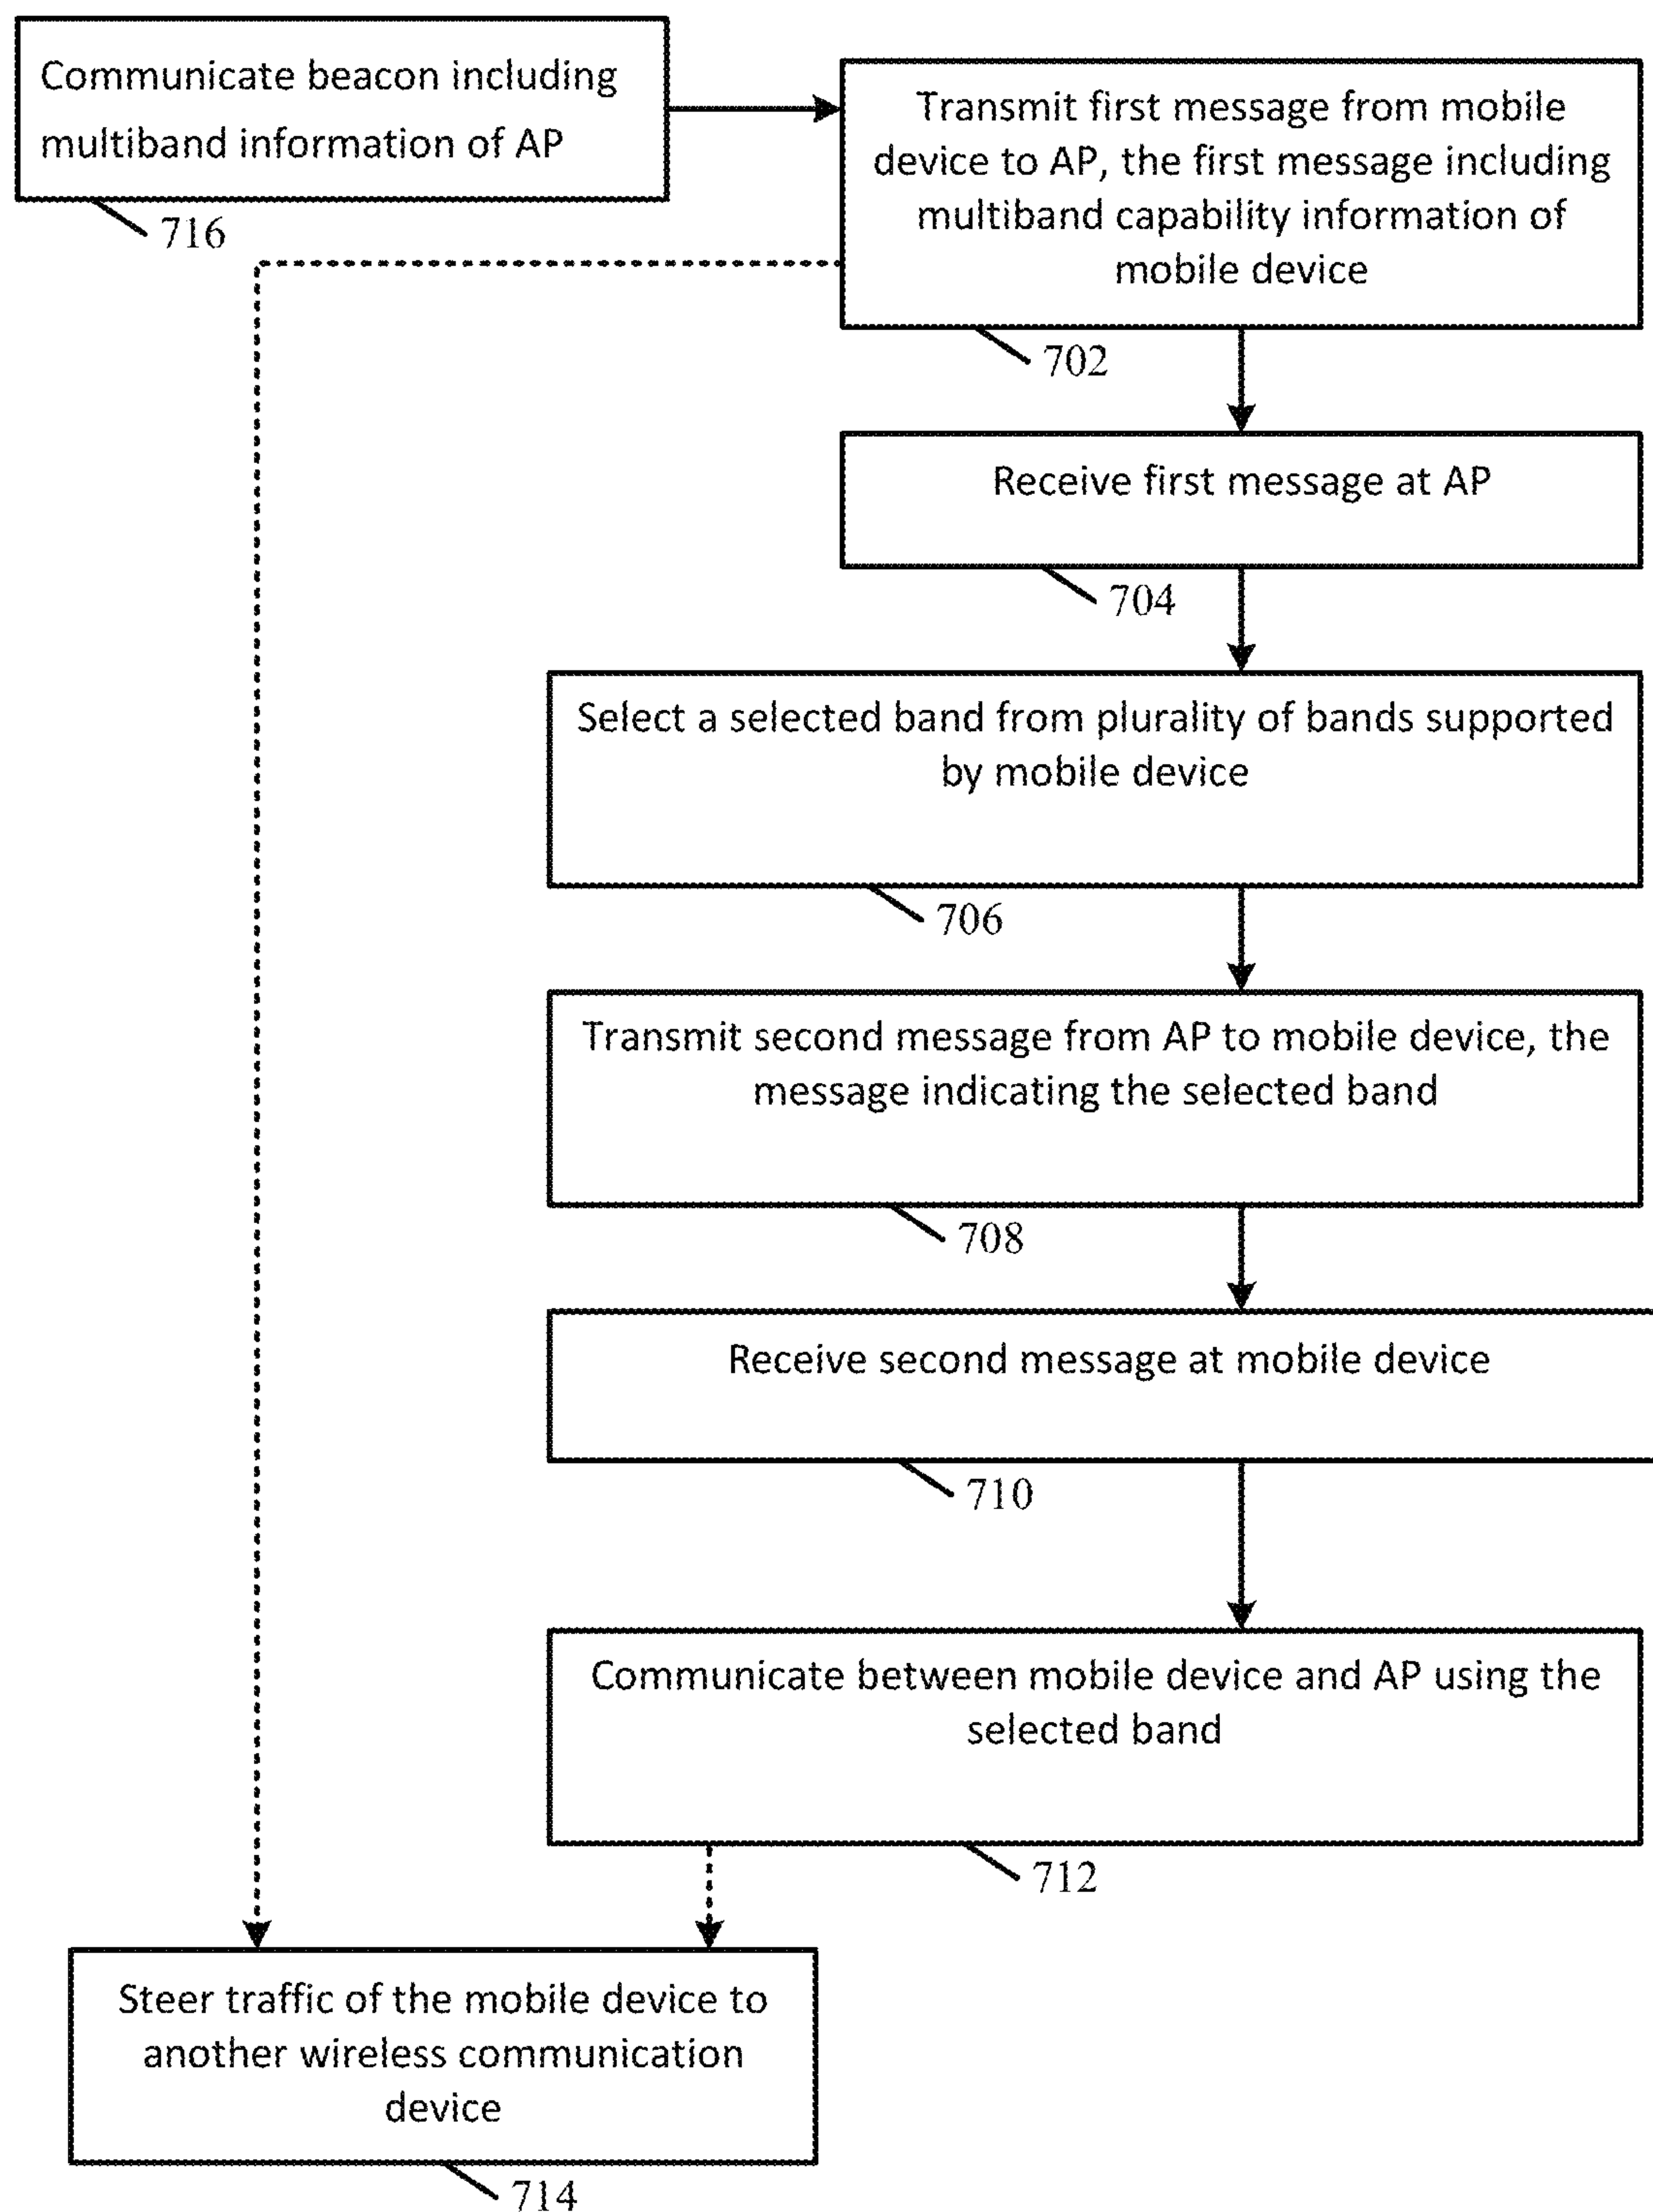 Communicate beacon including
multiband information of AP
716
Transmit first message from mobile
device to AP, the first message including
multiband capability information of
mobile device
702
Receive first message at AP
704
Select a selected band from plurality of bands supported
by mobile device
706
Transmit second message from AP to mobile device, the
message indicating the selected band
708
Receive second message at mobile device
710
Communicate between mobile device and AP using the
selected band
712
Steer traffic of the mobile device to
another wireless communication
device
714